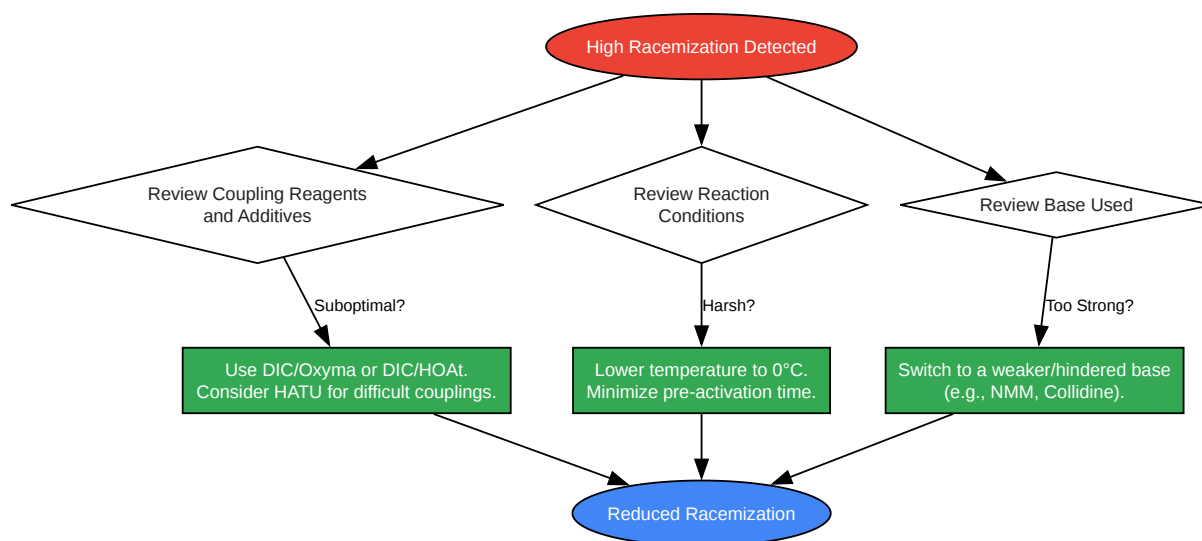 High Racemization Detected
Review Coupling Reagents
and Additives
Review Reaction
Conditions
Review Base Used
Suboptimal?
Harsh?
Too Strong?
Use DIC/Oxyma or DIC/HOAt.
Consider HATU for difficult couplings.
Lower temperature to 0°C.
Minimize pre-activation time.
Switch to a weaker/hindered base
(e.g., NMM, Collidine).
Reduced Racemization